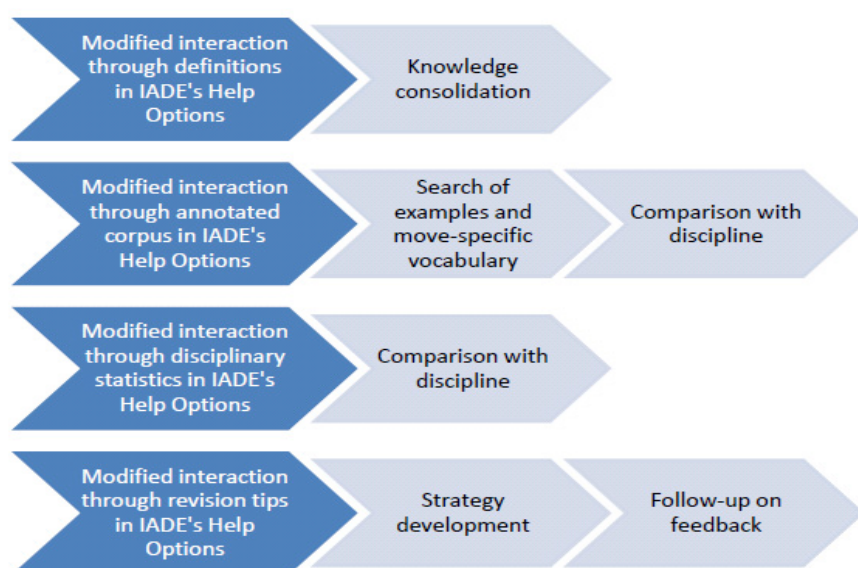 Modified interaction
through definitions
in IADE's Help
Options
Knowledge
consolidation
Modified interaction
through annotated
corpus in IADE's
Help Options
Search of
examples and
move-specific
vocabulary
Comparison with
discipline
Modified interaction
through disciplinary
statistics in IADE's
Help Options
Comparison with
discipline
Modified interaction
through revision tips
in IADE's Help
Options
Strategy
development
Follow-up on
feedback